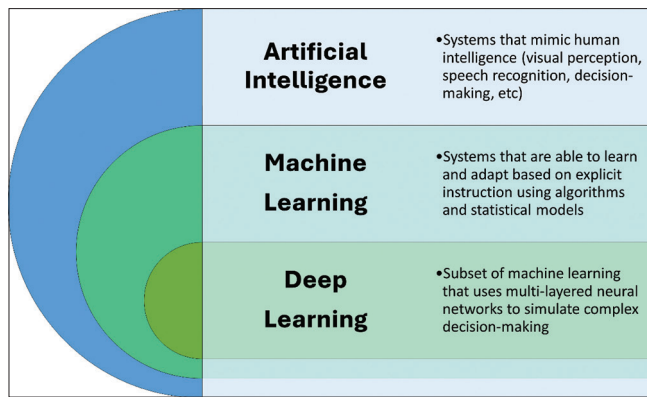 Artificial
Intelligence
•Systems that mimic human
intelligence (visual perception,
speech recognition, decision-
making, etc)
Machine
Learning
•Systems that are able to learn
and adapt based on explicit
instruction using algorithms
and statistical models
Deep
Learning
•Subset of machine learning
that uses multi-layered neural
networks to simulate complex
decision-making